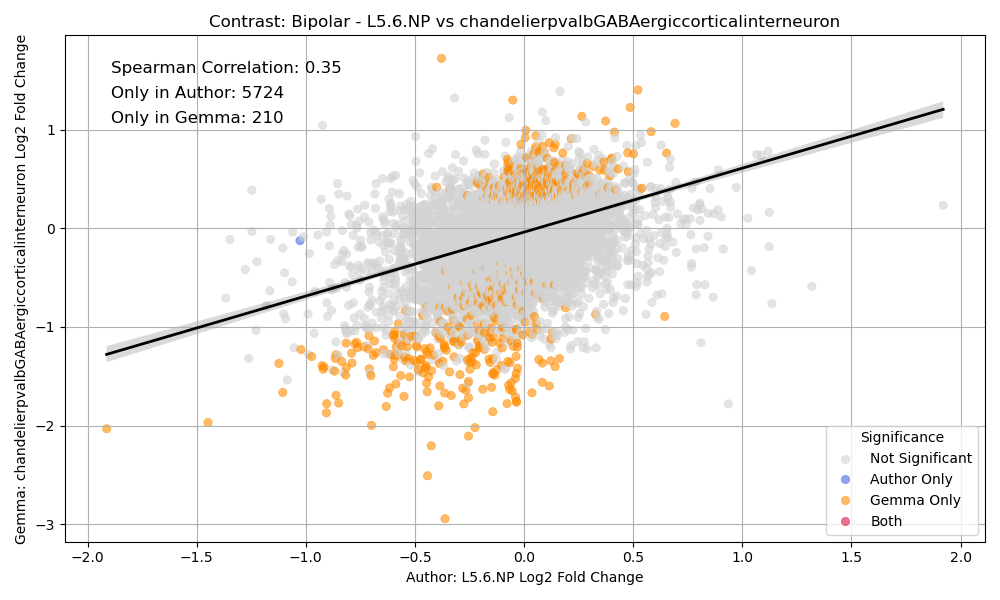 Contrast: Bipolar - L5.6.NP vs chandelierpvalbGABAergiccorticalinterneuron
Gemma: chandelierpvalbGABAergiccorticalinterneuron Log2 Fold Change
Spearman Correlation: 0.35
Only in Author: 5724
Only in Gemma: 210
1
0
−1
−2
−3
Significance
Not Significant
Author Only
Gemma Only
Both
−2.0 −1.5 −1.0 −0.5 0.0 0.5 1.0 1.5 2.0
Author: L5.6.NP Log2 Fold Change